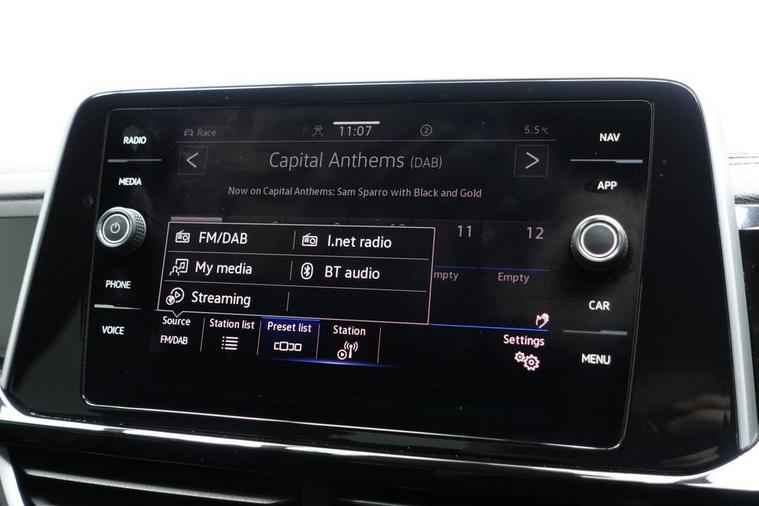 RADIO
MEDIA
PHONE
VOICE
Race
11:07
2
5.5°C
Capital Anthems (DAB)
Now on Capital Anthems: Sam Sparro with Black and Gold
11
12
mpty
Empty
FM/DAB
I.net radio
My media
BT audio
Streaming
Source
FM/DAB
Station list
Preset list
Station
Settings
NAV
APP
CAR
MENU